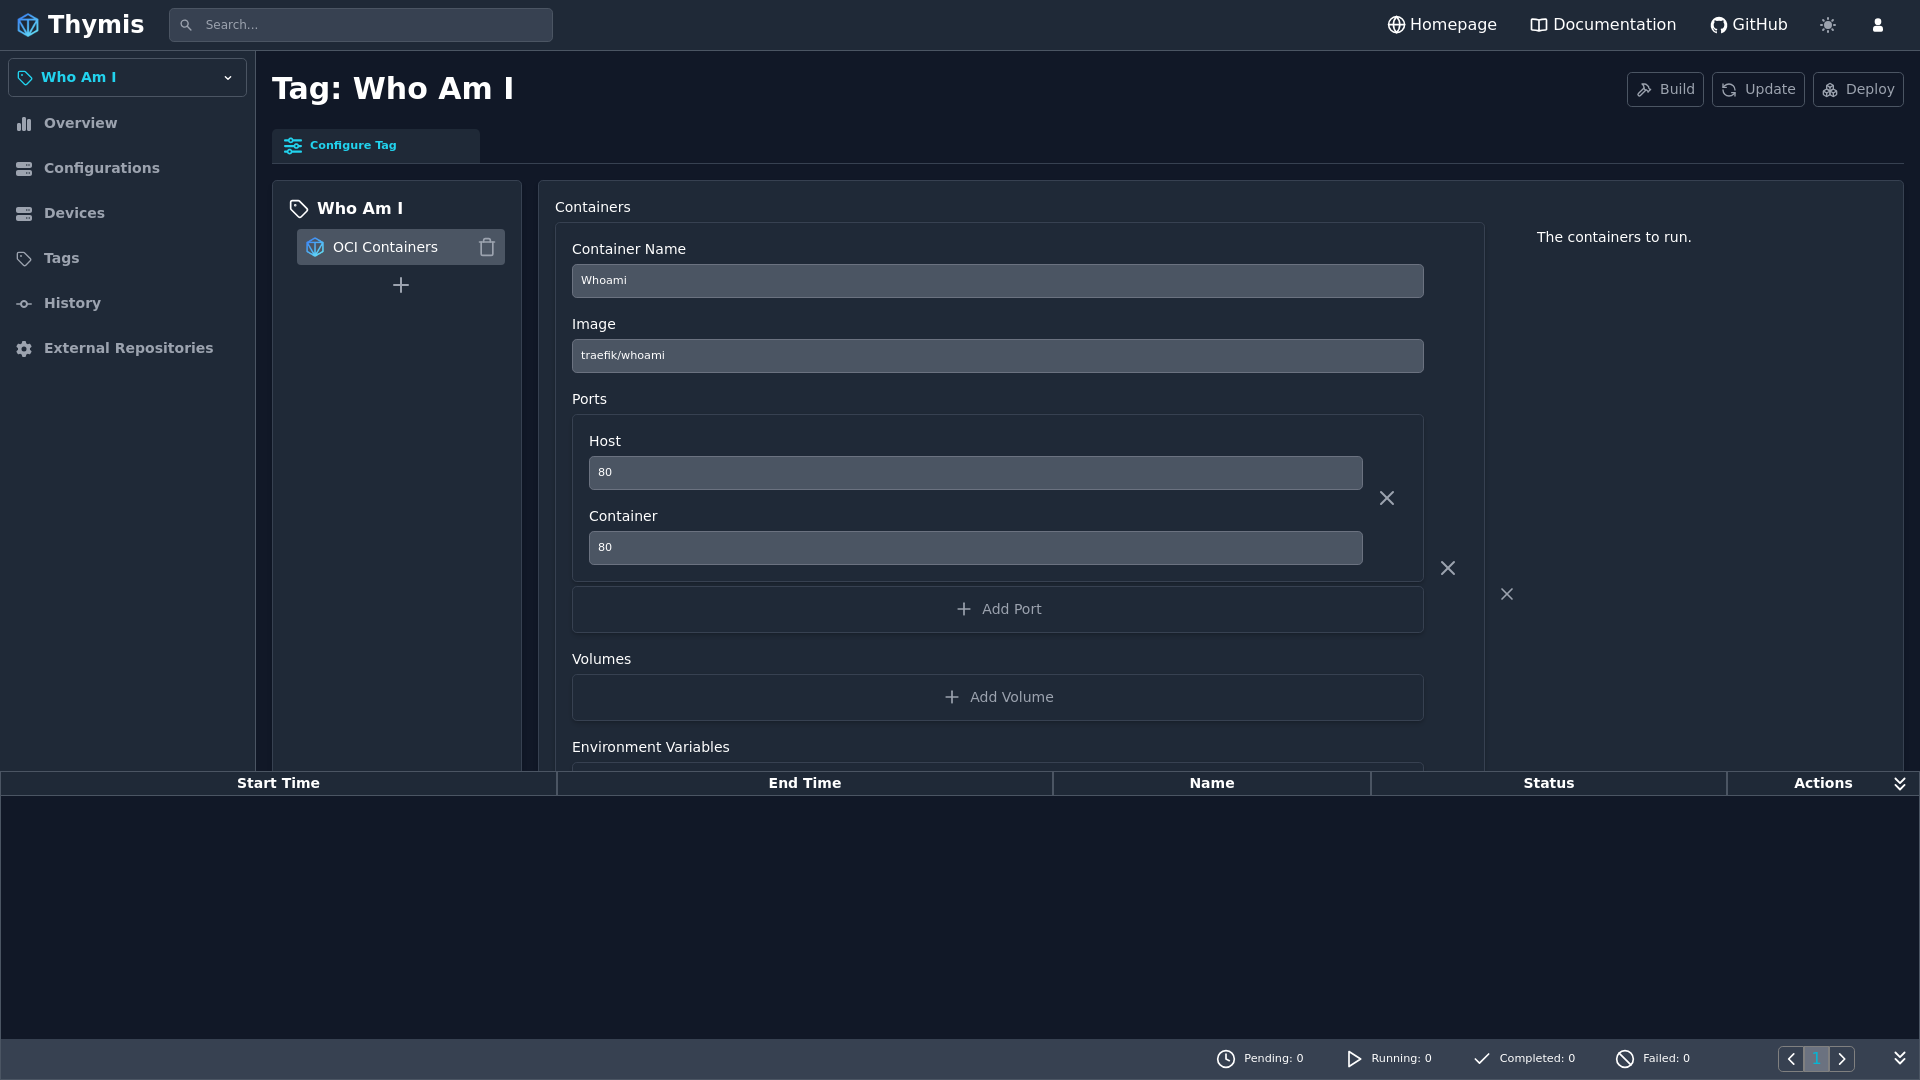 Thymis
Search...
Homepage
Documentation
GitHub
Who Am I
Overview
Configurations
Devices
Tags
History
External Repositories
Tag: Who Am I
Build
Update
Deploy
Configure Tag
Who Am I
OCI Containers
Containers
The containers to run.
Container Name
Whoami
Image
traefik/whoami
Ports
Host
80
Container
80
Add Port
Volumes
Add Volume
Environment Variables
Start Time
End Time
Name
Status
Actions
Pending: 0
Running: 0
Completed: 0
Failed: 0
1